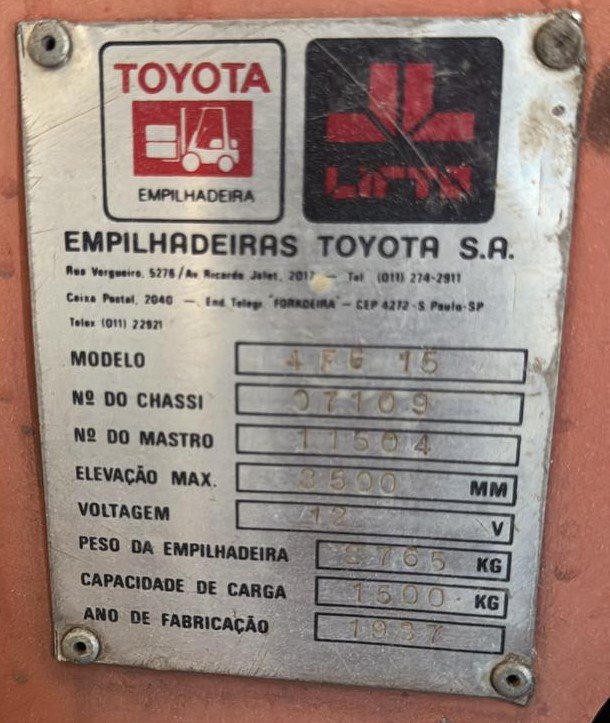 TOYOTA
EMPILHADEIRA
EMPILHADEIRAS TOYOTA S.A.
Rua Vergueiro, 5276/Av Ricardo Jafet, 2017 — Tel (011) 274-2911
Caixa Postal, 2040 — End. Telegr. "FORKDEIRA" — CEP 4272 - S. Paulo-SP
Telex (011) 22921
MODELO 4FG 15
Nº DO CHASSI 07109
Nº DO MASTRO 11504
ELEVAÇÃO MAX. 3500 MM
VOLTAGEM 12 V
PESO DA EMPILHADEIRA KG
CAPACIDADE DE CARGA 1500 KG
ANO DE FABRICAÇÃO 1987